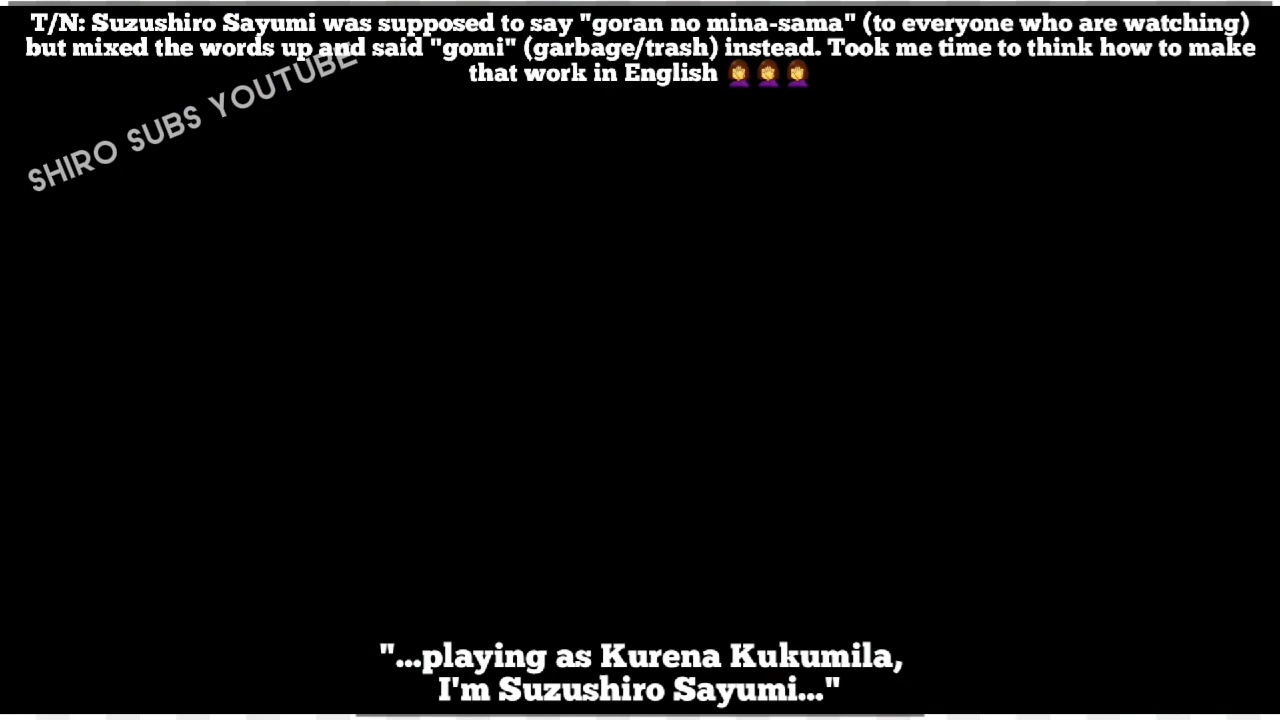 T/N: Suzushiro Sayumi was supposed to say "goran no mina-sama" (to everyone who are watching)
but mixed the words up and said "gomi" (garbage/trash) instead. Took me time to think how to make
that work in English 🤦‍♀️🤦‍♀️🤦‍♀️
SHIRO SUBS YOUTUBE
"...playing as Kurena Kukumila,
I'm Suzushiro Sayumi..."